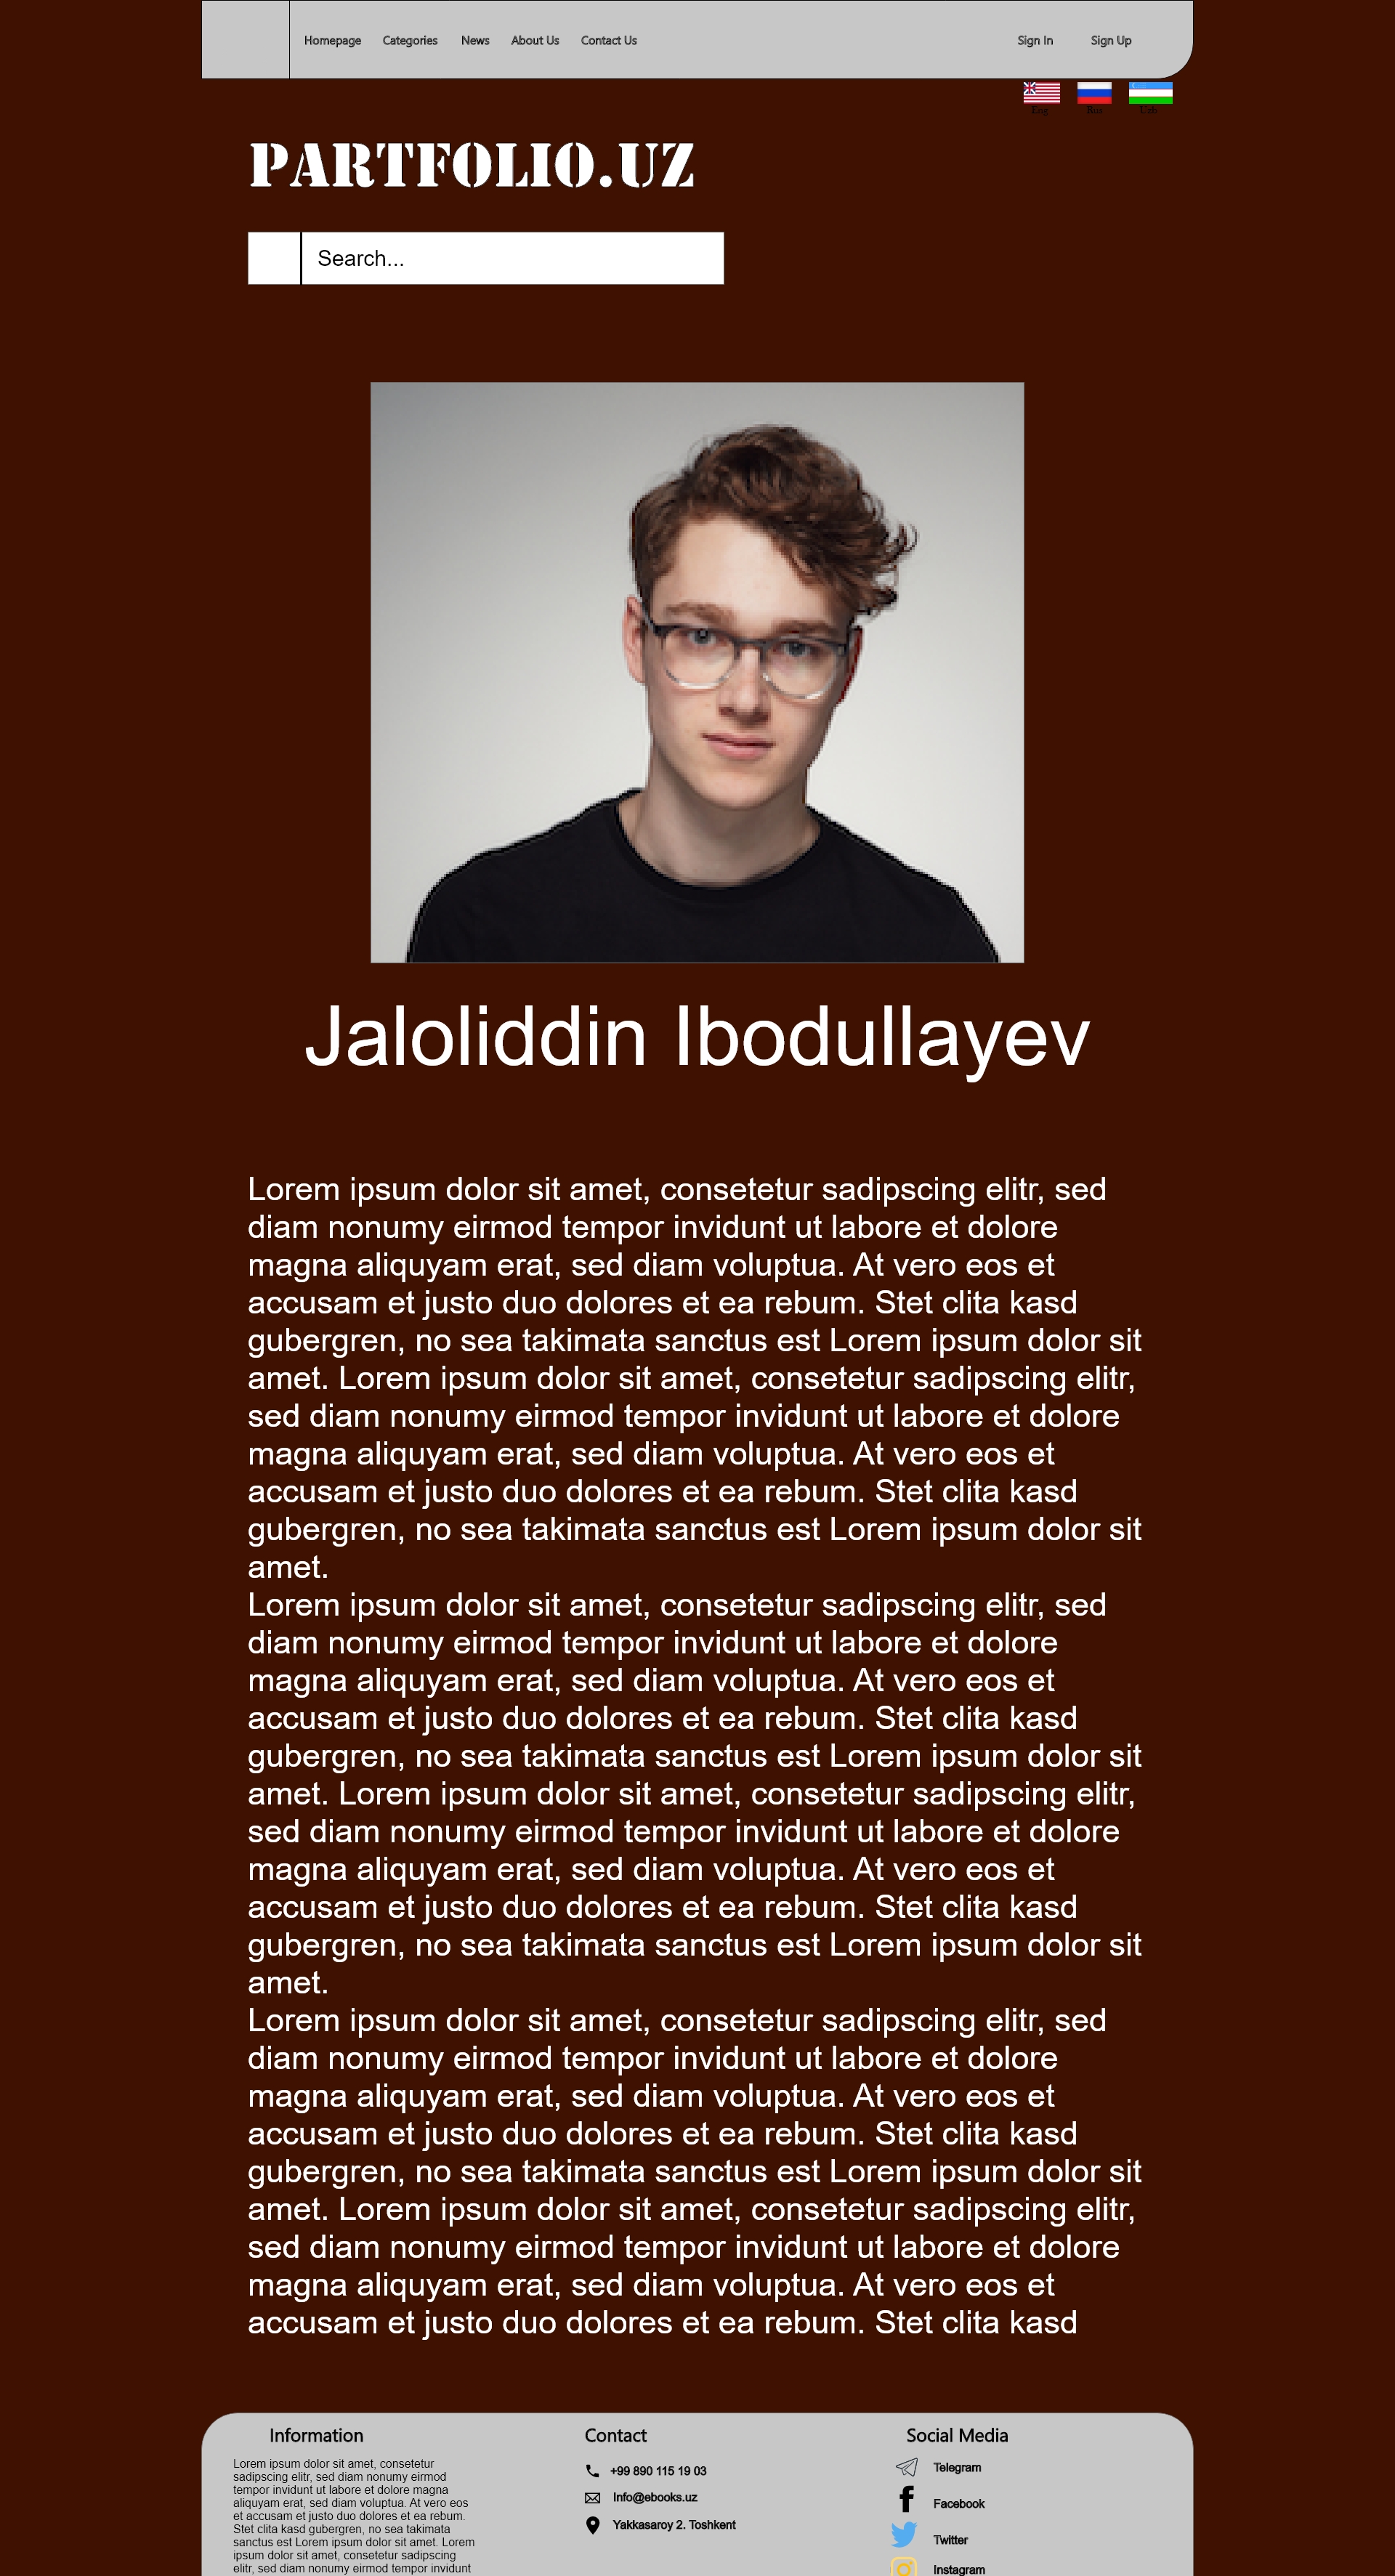 Homepage Categories News About Us Contact Us Sign In Sign Up
Eng Rus Uzb
PARTFOLIO.UZ
Search...
Jaloliddin Ibodullayev
Lorem ipsum dolor sit amet, consetetur sadipscing elitr, sed
diam nonumy eirmod tempor invidunt ut labore et dolore
magna aliquyam erat, sed diam voluptua. At vero eos et
accusam et justo duo dolores et ea rebum. Stet clita kasd
gubergren, no sea takimata sanctus est Lorem ipsum dolor sit
amet. Lorem ipsum dolor sit amet, consetetur sadipscing elitr,
sed diam nonumy eirmod tempor invidunt ut labore et dolore
magna aliquyam erat, sed diam voluptua. At vero eos et
accusam et justo duo dolores et ea rebum. Stet clita kasd
gubergren, no sea takimata sanctus est Lorem ipsum dolor sit
amet.
Lorem ipsum dolor sit amet, consetetur sadipscing elitr, sed
diam nonumy eirmod tempor invidunt ut labore et dolore
magna aliquyam erat, sed diam voluptua. At vero eos et
accusam et justo duo dolores et ea rebum. Stet clita kasd
gubergren, no sea takimata sanctus est Lorem ipsum dolor sit
amet. Lorem ipsum dolor sit amet, consetetur sadipscing elitr,
sed diam nonumy eirmod tempor invidunt ut labore et dolore
magna aliquyam erat, sed diam voluptua. At vero eos et
accusam et justo duo dolores et ea rebum. Stet clita kasd
gubergren, no sea takimata sanctus est Lorem ipsum dolor sit
amet.
Lorem ipsum dolor sit amet, consetetur sadipscing elitr, sed
diam nonumy eirmod tempor invidunt ut labore et dolore
magna aliquyam erat, sed diam voluptua. At vero eos et
accusam et justo duo dolores et ea rebum. Stet clita kasd
gubergren, no sea takimata sanctus est Lorem ipsum dolor sit
amet. Lorem ipsum dolor sit amet, consetetur sadipscing elitr,
sed diam nonumy eirmod tempor invidunt ut labore et dolore
magna aliquyam erat, sed diam voluptua. At vero eos et
accusam et justo duo dolores et ea rebum. Stet clita kasd
Information
Lorem ipsum dolor sit amet, consetetur
sadipscing elitr, sed diam nonumy eirmod
tempor invidunt ut labore et dolore magna
aliquyam erat, sed diam voluptua. At vero eos
et accusam et justo duo dolores et ea rebum.
Stet clita kasd gubergren, no sea takimata
sanctus est Lorem ipsum dolor sit amet. Lorem
ipsum dolor sit amet, consetetur sadipscing
elitr, sed diam nonumy eirmod tempor invidunt
Contact
+99 890 115 19 03
Info@ebooks.uz
Yakkasaroy 2. Toshkent
Social Media
Telegram
Facebook
Twitter
Instagram